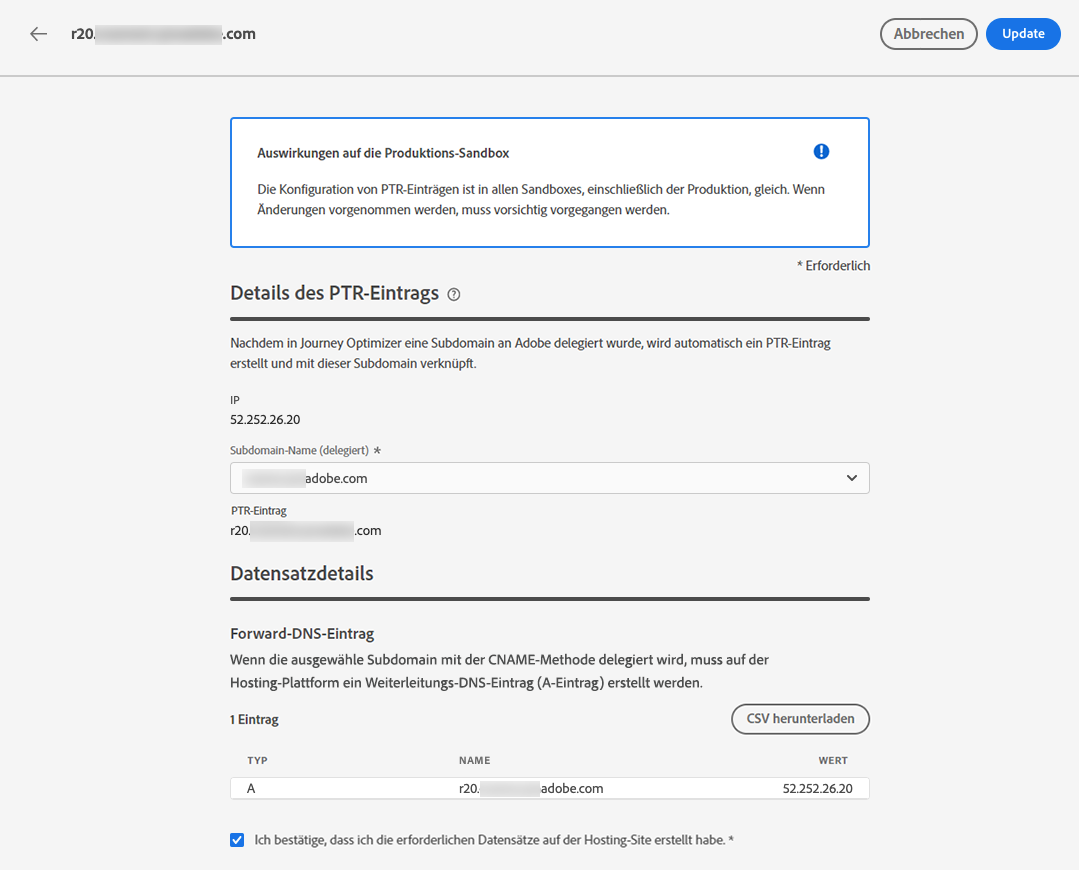 r20. .com
Abbrechen
Update
Auswirkungen auf die Produktions-Sandbox
Die Konfiguration von PTR-Einträgen ist in allen Sandboxes, einschließlich der Produktion, gleich. Wenn
Änderungen vorgenommen werden, muss vorsichtig vorgegangen werden.
* Erforderlich
Details des PTR-Eintrags
Nachdem in Journey Optimizer eine Subdomain an Adobe delegiert wurde, wird automatisch ein PTR-Eintrag
erstellt und mit dieser Subdomain verknüpft.
IP
52.252.26.20
Subdomain-Name (delegiert) *
adobe.com
PTR-Eintrag
r20. .com
Datensatzdetails
Forward-DNS-Eintrag
Wenn die ausgewähle Subdomain mit der CNAME-Methode delegiert wird, muss auf der
Hosting-Plattform ein Weiterleitungs-DNS-Eintrag (A-Eintrag) erstellt werden.
1 Eintrag
CSV herunterladen
TYP NAME WERT
A r20. adobe.com 52.252.26.20
Ich bestätige, dass ich die erforderlichen Datensätze auf der Hosting-Site erstellt habe. *